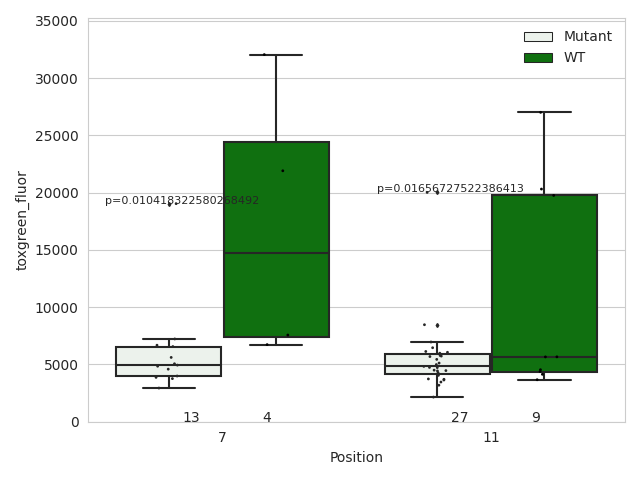 35000
30000
25000
20000
15000
10000
5000
0
toxgreen_fluor
Mutant
WT
p=0.010418322580268492
p=0.01656727522386413
13
4
27
9
7
11
Position